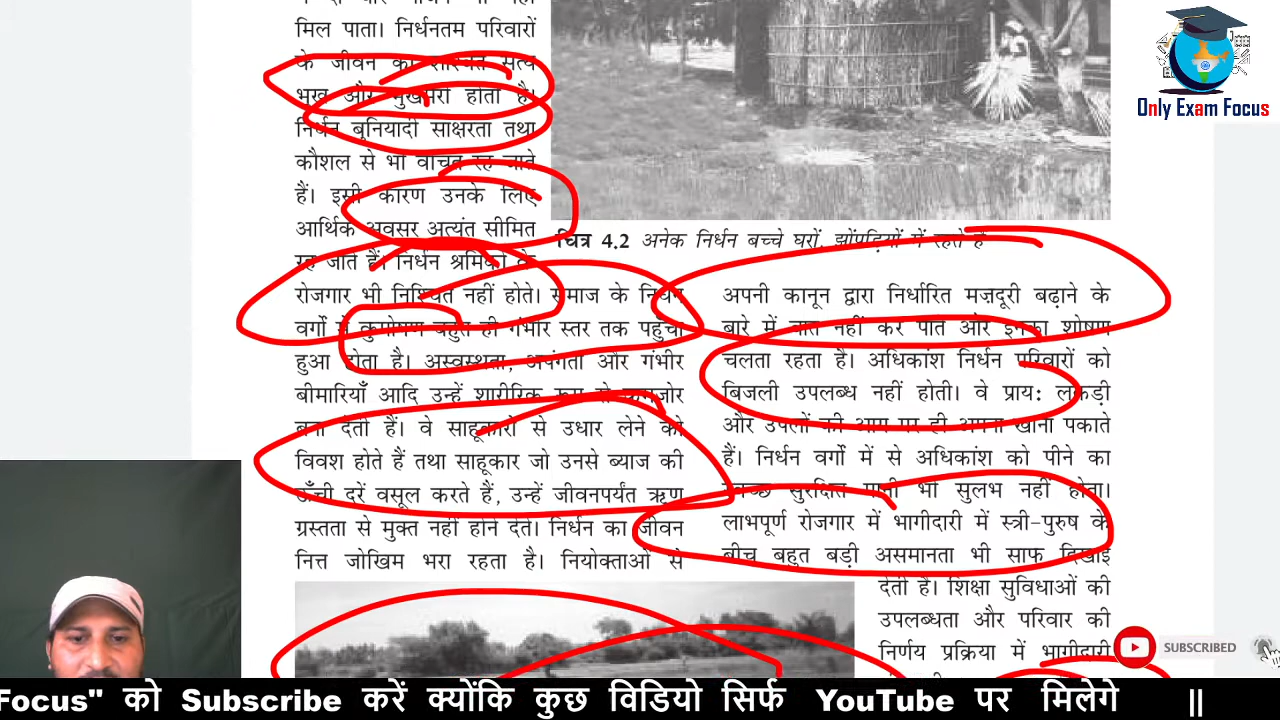 मिल पाता। निर्धनतम परिवारों
के जीवन का शाश्वत सत्य
भूख और भुखमरी होता है।
निर्धन बुनियादी साक्षरता तथा
कौशल से भी वंचित रह जाते
हैं। इसी कारण उनके लिए
आर्थिक अवसर अत्यंत सीमित
रह जाते हैं। निर्धन श्रमिकों के
रोजगार भी निश्चित नहीं होते। समाज के निर्धन
वर्गों में कुपोषण बहुत ही गंभीर स्तर तक पहुँचा
हुआ होता है। अस्वस्थता, अपंगता और गंभीर
बीमारियाँ आदि उन्हें शारीरिक रूप से कमज़ोर
बना देती हैं। वे साहूकारों से उधार लेने को
विवश होते हैं तथा साहूकार जो उनसे ब्याज की
ऊँची दरें वसूल करते हैं, उन्हें जीवनपर्यंत ऋण
ग्रस्तता से मुक्त नहीं होने देते। निर्धन का जीवन
नित्त जोखिम भरा रहता है। नियोक्ताओं से
चित्र 4.2 अनेक निर्धन बच्चे घरों, झोंपड़ियों में रहते हैं
अपनी कानून द्वारा निर्धारित मज़दूरी बढ़ाने के
बारे में बात नहीं कर पाते और इनका शोषण
चलता रहता है। अधिकांश निर्धन परिवारों को
बिजली उपलब्ध नहीं होती। वे प्राय: लकड़ी
और उपलों की आग पर ही अपना खाना पकाते
हैं। निर्धन वर्गों में से अधिकांश को पीने का
स्वच्छ सुरक्षित पानी भी सुलभ नहीं होता।
लाभपूर्ण रोजगार में भागीदारी में स्त्री-पुरुष के
बीच बहुत बड़ी असमानता भी साफ दिखाई
देती है। शिक्षा सुविधाओं की
उपलब्धता और परिवार की
निर्णय प्रक्रिया में भागीदारी
Only Exam Focus
SUBSCRIBED
Focus" को Subscribe करें क्योंकि कुछ विडियो सिर्फ YouTube पर मिलेगे ||